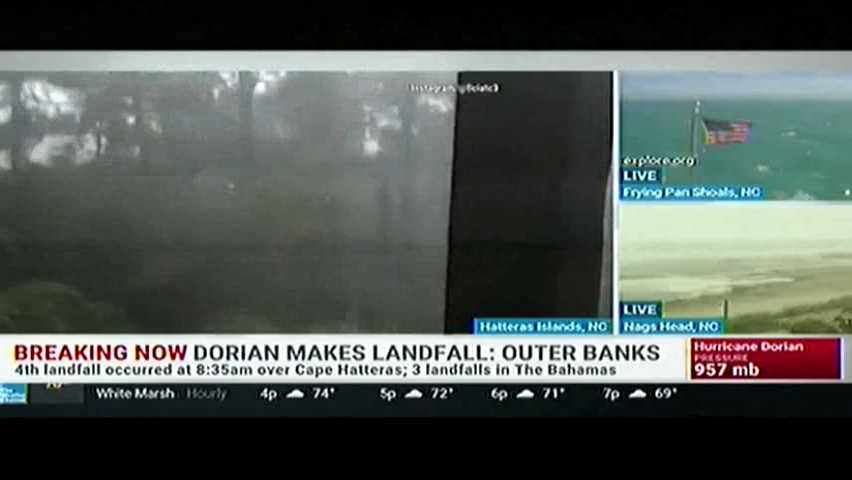 Instagram/@8ciatc3
explore.org
LIVE
Frying Pan Shoals, NC
LIVE
Nags Head, NC
Hatteras Islands, NC
BREAKING NOW DORIAN MAKES LANDFALL: OUTER BANKS
4th landfall occurred at 8:35am over Cape Hatteras; 3 landfalls in The Bahamas
Hurricane Dorian
PRESSURE
957 mb
White Marsh Hourly 4p 74° 5p 72° 6p 71° 7p 69°